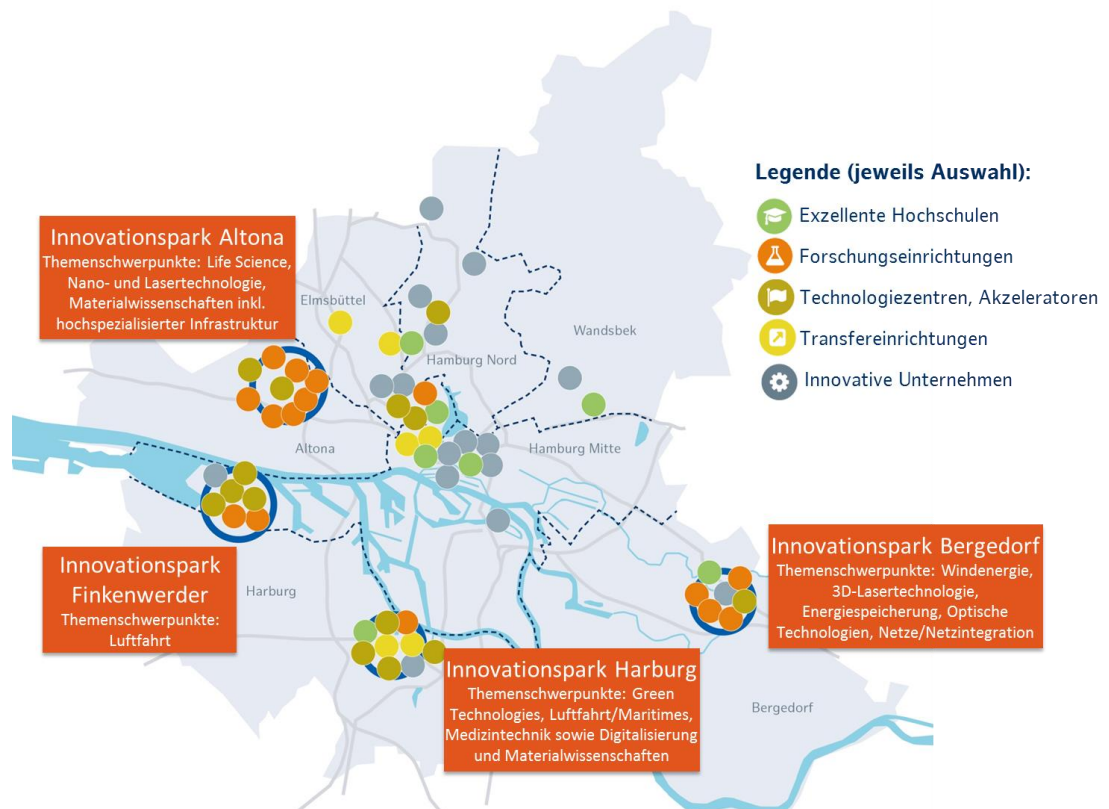 Legende (jeweils Auswahl):
Exzellente Hochschulen
Forschungseinrichtungen
Technologiezentren, Akzeleratoren
Transfereinrichtungen
Innovative Unternehmen
Innovationspark Altona
Themenschwerpunkte: Life Science,
Nano- und Lasertechnologie,
Materialwissenschaften inkl.
hochspezialisierter Infrastruktur
Elmsbüttel
Wandsbek
Hamburg Nord
Altona
Hamburg Mitte
Innovationspark
Finkenwerder
Themenschwerpunkte:
Luftfahrt
Harburg
Innovationspark Bergedorf
Themenschwerpunkte: Windenergie,
3D-Lasertechnologie,
Energiespeicherung, Optische
Technologien, Netze/Netzintegration
Innovationspark Harburg
Themenschwerpunkte: Green
Technologies, Luftfahrt/Maritimes,
Medizintechnik sowie Digitalisierung
und Materialwissenschaften
Bergedorf